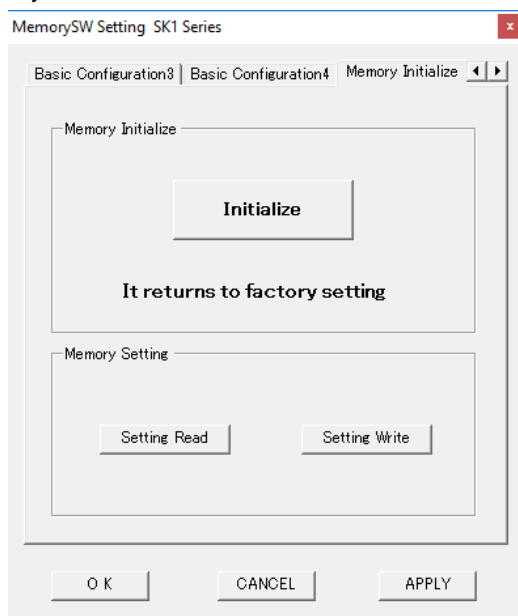 MemorySW Setting SK1 Series
x
Basic Configuration3 Basic Configuration4 Memory Initialize
Memory Initialize
Initialize
It returns to factory setting
Memory Setting
Setting Read Setting Write
O K CANCEL APPLY